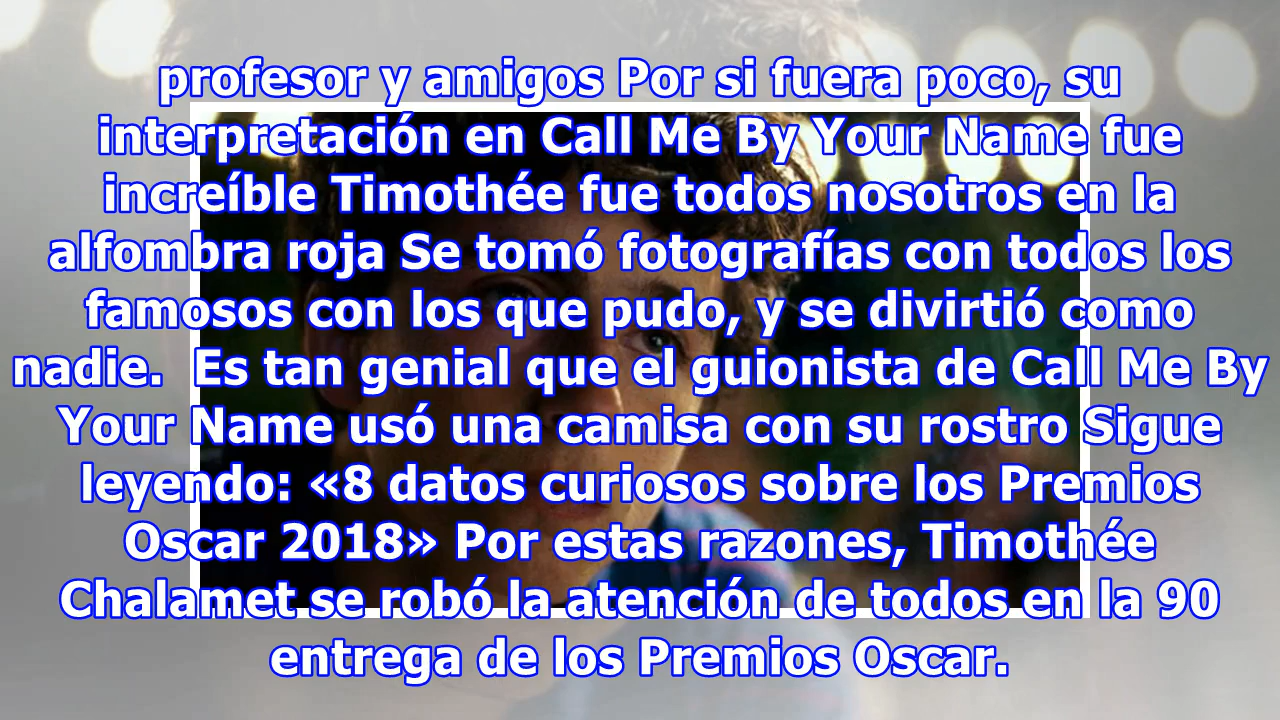 profesor y amigos Por si fuera poco, su
interpretación en Call Me By Your Name fue
increíble Timothée fue todos nosotros en la
alfombra roja Se tomó fotografías con todos los
famosos con los que pudo, y se divirtió como
nadie.  Es tan genial que el guionista de Call Me By
Your Name usó una camisa con su rostro Sigue
leyendo: «8 datos curiosos sobre los Premios
Oscar 2018» Por estas razones, Timothée
Chalamet se robó la atención de todos en la 90
entrega de los Premios Oscar.